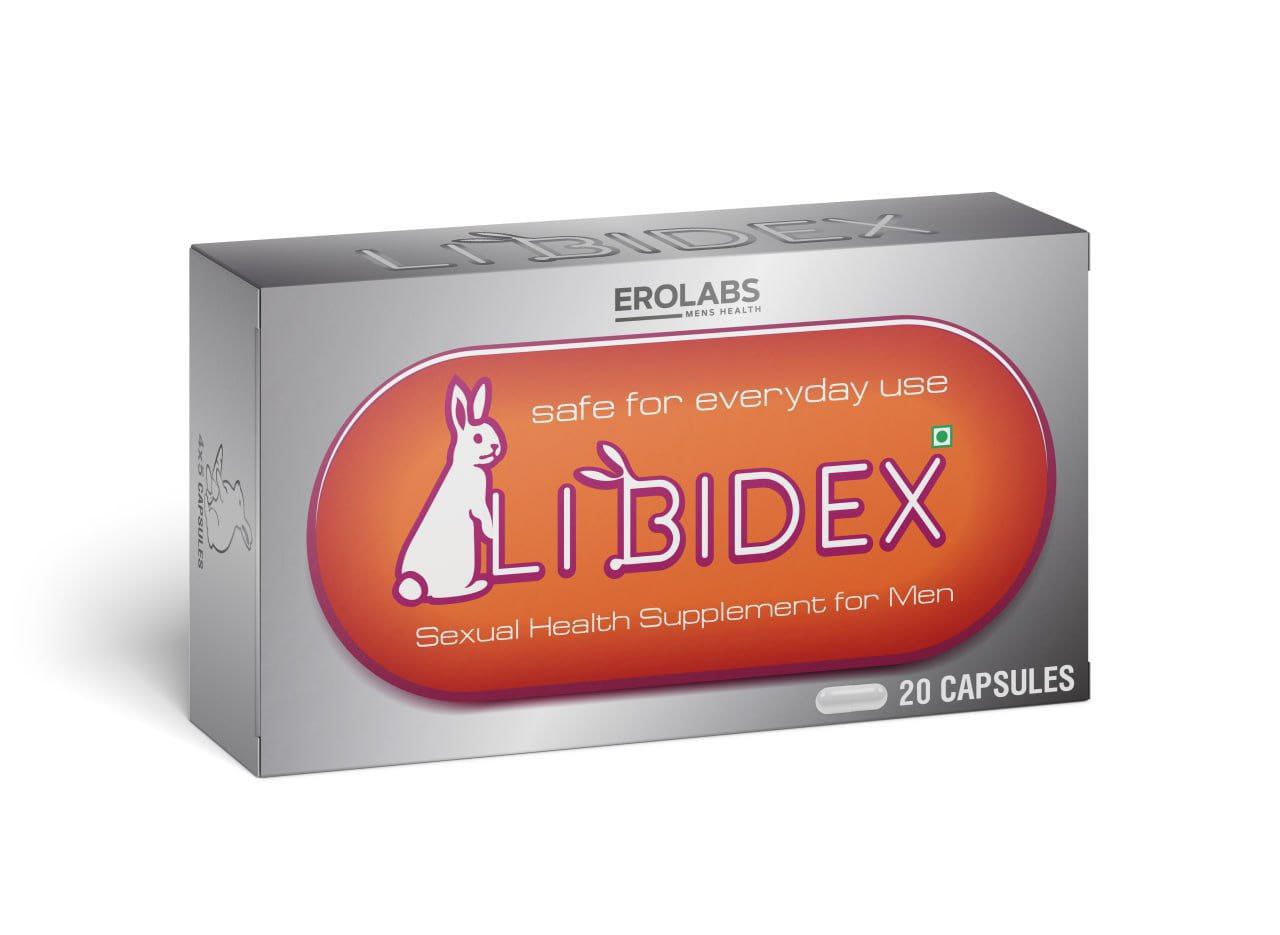 LIBIDEX
EROLABS
MENS HEALTH
safe for everyday use
LIBIDEX
Sexual Health Supplement for Men
20 CAPSULES
4x5 CAPSULES